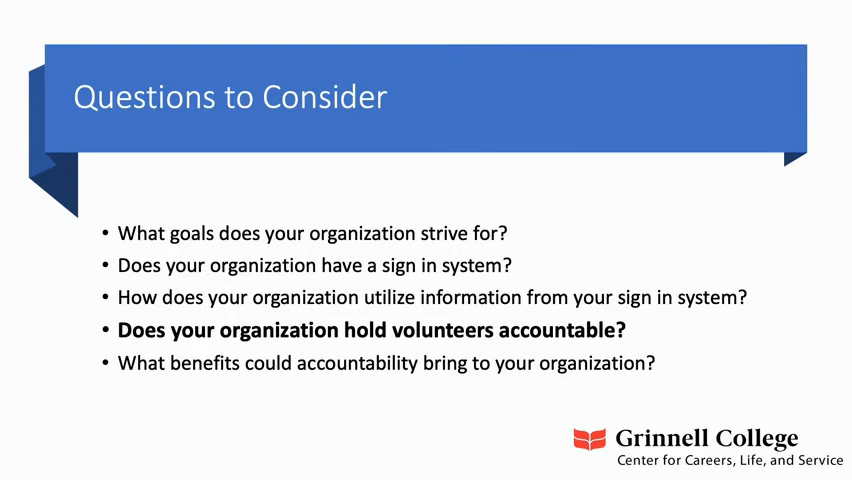 Questions to Consider
• What goals does your organization strive for?
• Does your organization have a sign in system?
• How does your organization utilize information from your sign in system?
• Does your organization hold volunteers accountable?
• What benefits could accountability bring to your organization?
Grinnell College
Center for Careers, Life, and Service